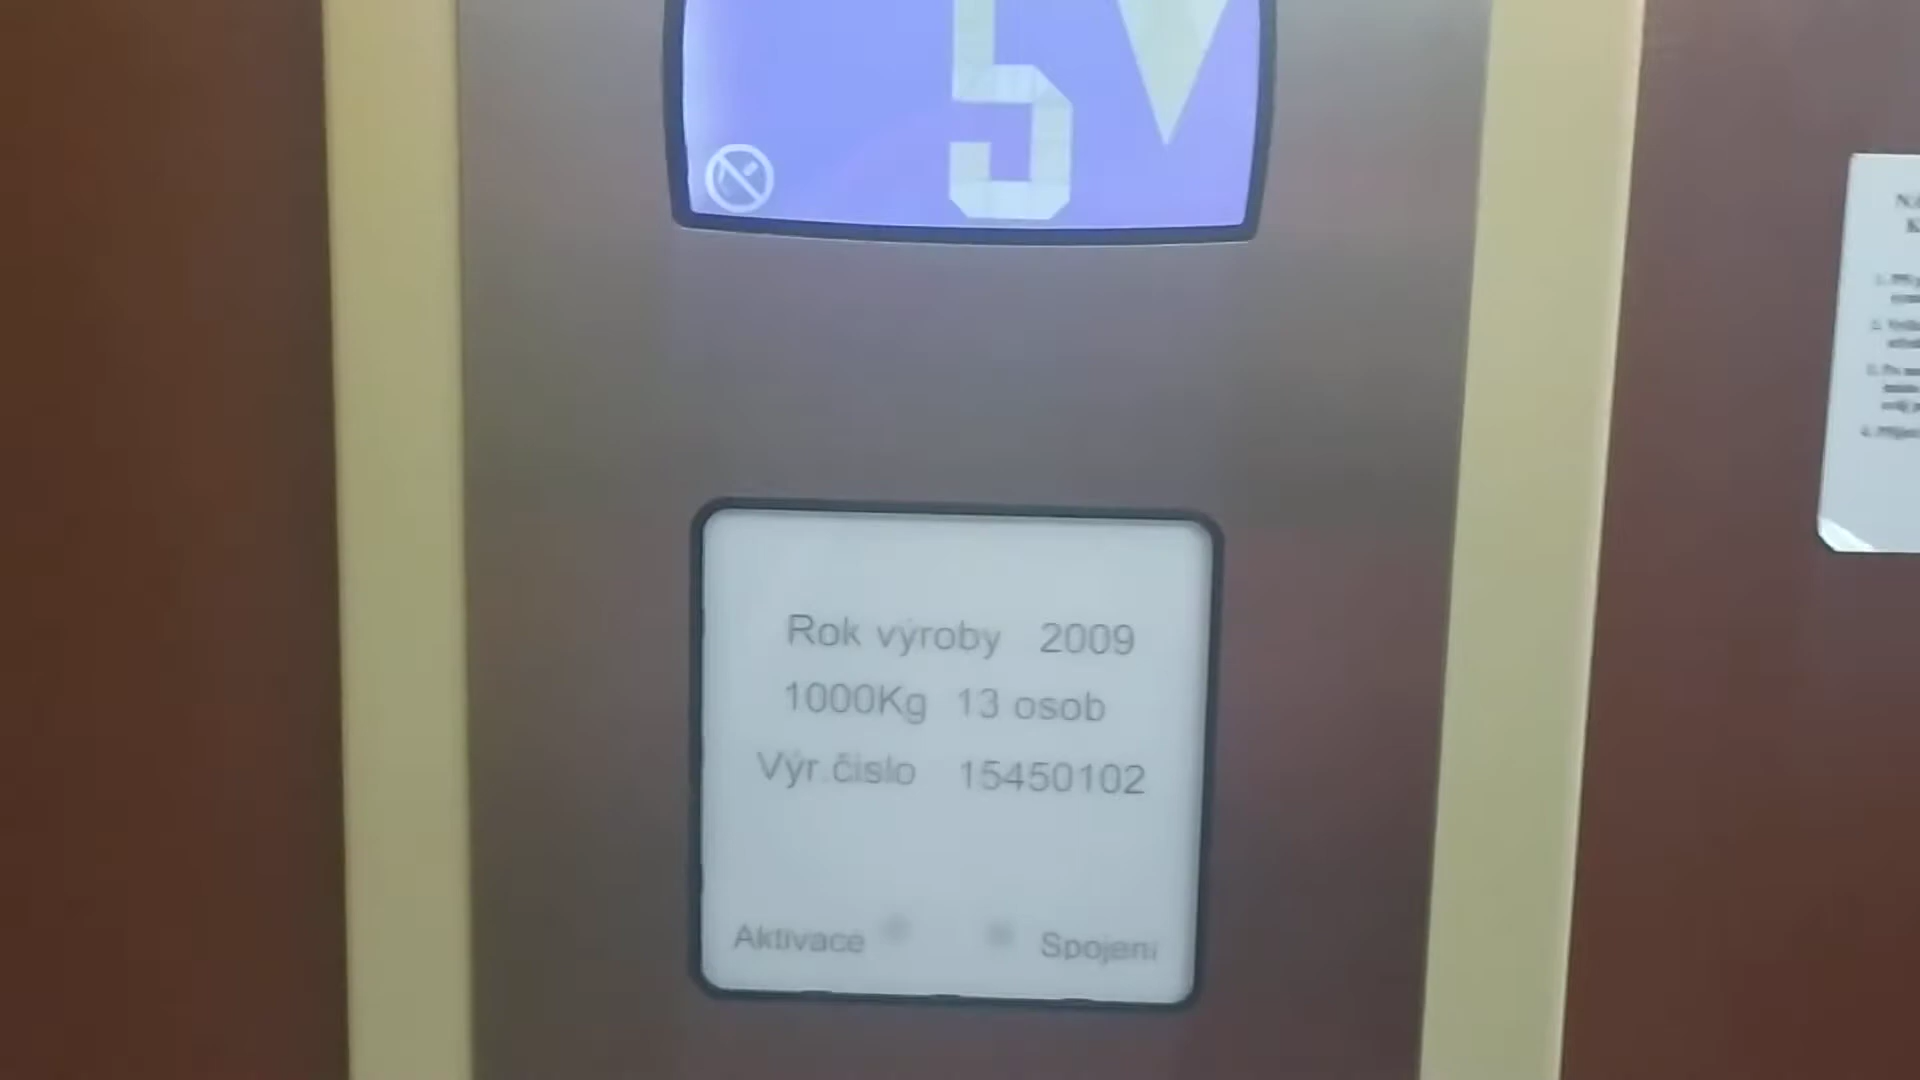 5
Rok výroby 2009
1000Kg 13 osob
Výr.čislo 15450102
Aktivace Spojeni